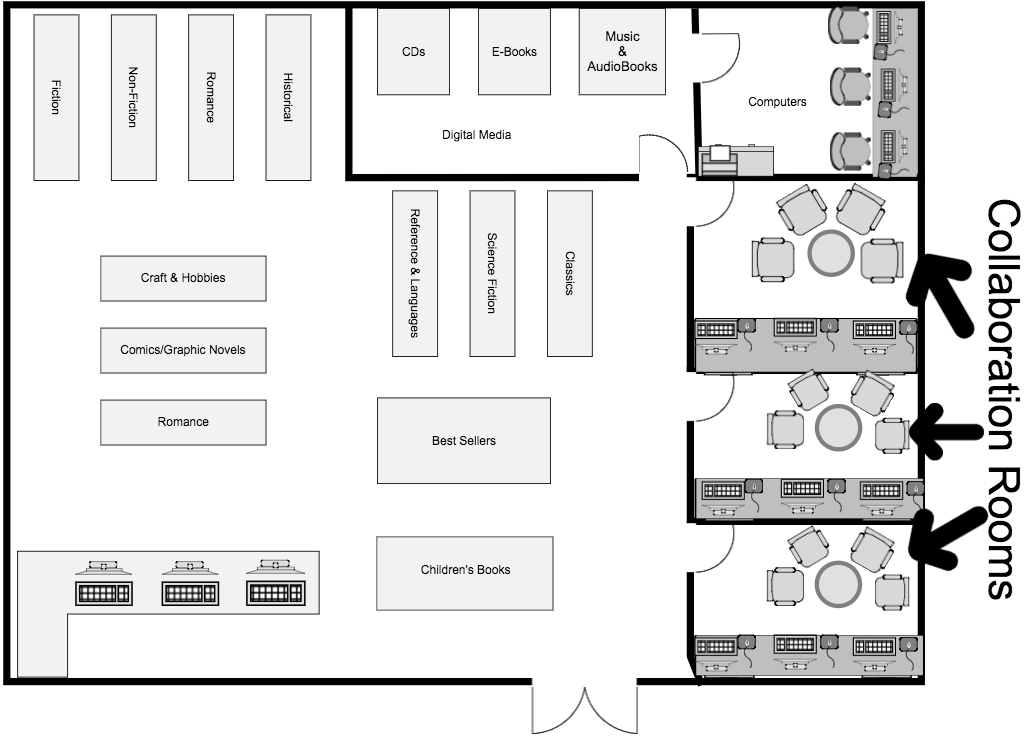 Fiction
Non-Fiction
Romance
Historical
CDs
E-Books
Music
&
AudioBooks
Digital Media
Computers
Reference & Languages
Science Fiction
Classics
Craft & Hobbies
Comics/Graphic Novels
Romance
Best Sellers
Children's Books
Collaboration Rooms